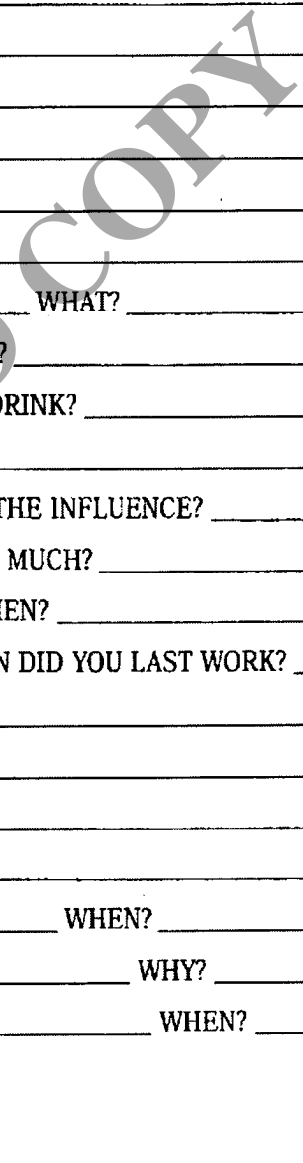 COPY
WHAT?
?
DRINK?
THE INFLUENCE?
MUCH?
EN?
N DID YOU LAST WORK?
WHEN?
WHY?
WHEN?